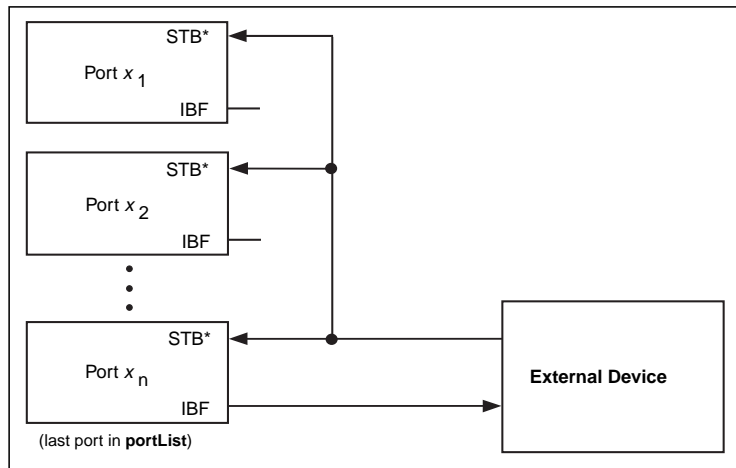 STB*
Port x 1
IBF
STB*
Port x 2
IBF
STB*
Port x n
IBF
External Device
(last port in portList)